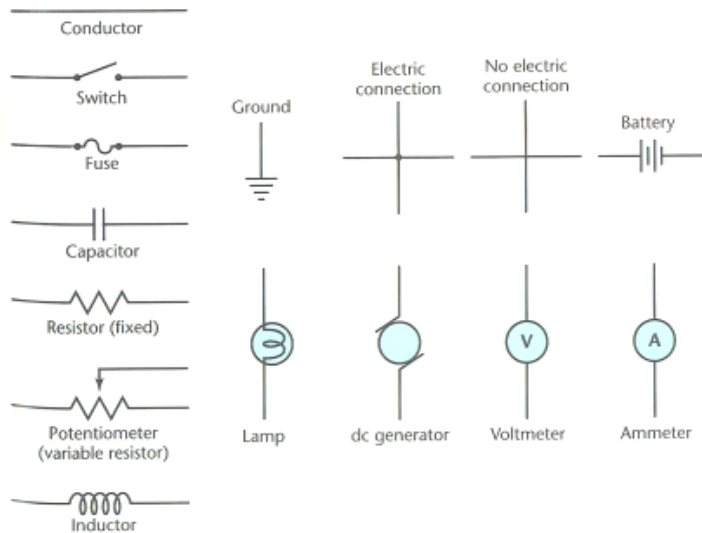 Conductor
Switch
Fuse
Capacitor
Resistor (fixed)
Potentiometer
(variable resistor)
Inductor
Ground
Electric
connection
No electric
connection
Battery
Lamp
dc generator
V
Voltmeter
A
Ammeter